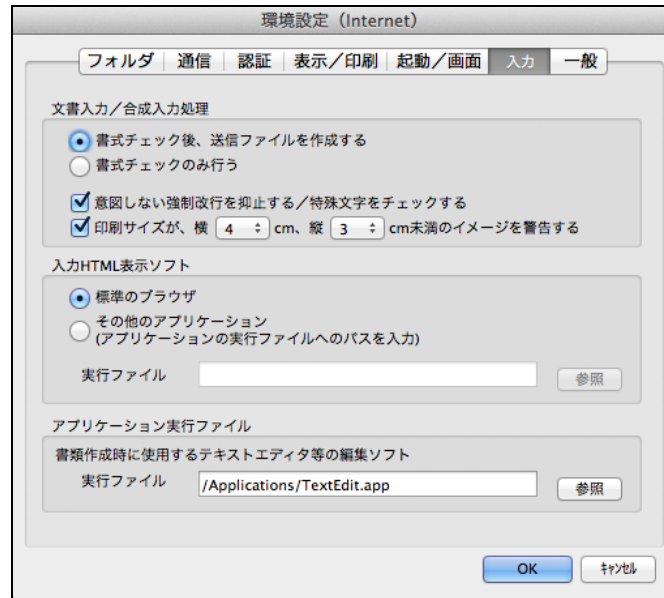 環境設定（Internet）
フォルダ 通信 認証 表示／印刷 起動／画面 入力 一般
文書入力／合成入力処理
書式チェック後、送信ファイルを作成する
書式チェックのみ行う
意図しない強制改行を抑止する／特殊文字をチェックする
印刷サイズが、横 4 cm、縦 3 cm未満のイメージを警告する
入力HTML表示ソフト
標準のブラウザ
その他のアプリケーション
(アプリケーションの実行ファイルへのパスを入力)
実行ファイル 参照
アプリケーション実行ファイル
書類作成時に使用するテキストエディタ等の編集ソフト
実行ファイル /Applications/TextEdit.app 参照
OK ｷｬﾝｾﾙ